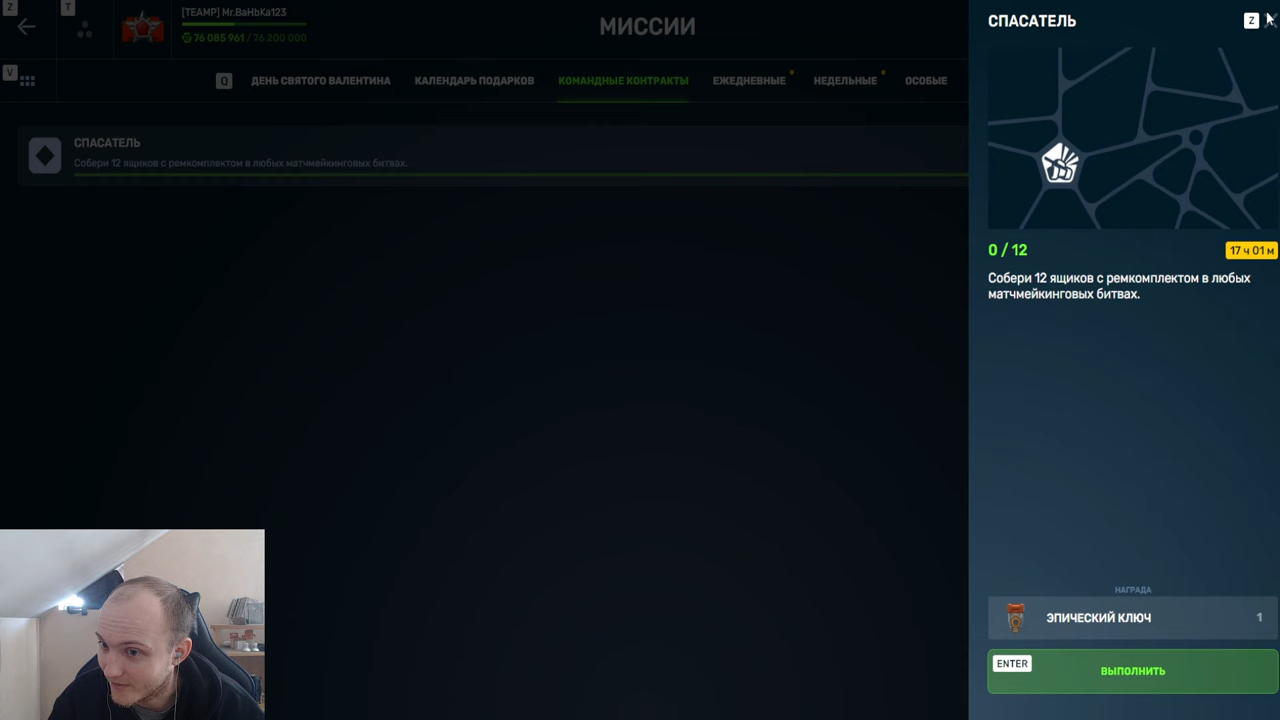 Z
T
[TEAMP] Mr.BaHbKa123
76 085 961 / 76 200 000
МИССИИ
СПАСАТЕЛЬ
Z
V
Q
ДЕНЬ СВЯТОГО ВАЛЕНТИНА
КАЛЕНДАРЬ ПОДАРКОВ
КОМАНДНЫЕ КОНТРАКТЫ
ЕЖЕДНЕВНЫЕ
НЕДЕЛЬНЫЕ
ОСОБЫЕ
СПАСАТЕЛЬ
Собери 12 ящиков с ремкомплектом в любых матчмейкинговых битвах.
0 / 12
17 ч 01 м
Собери 12 ящиков с ремкомплектом в любых
матчмейкинговых битвах.
НАГРАДА
ЭПИЧЕСКИЙ КЛЮЧ
1
ENTER
ВЫПОЛНИТЬ